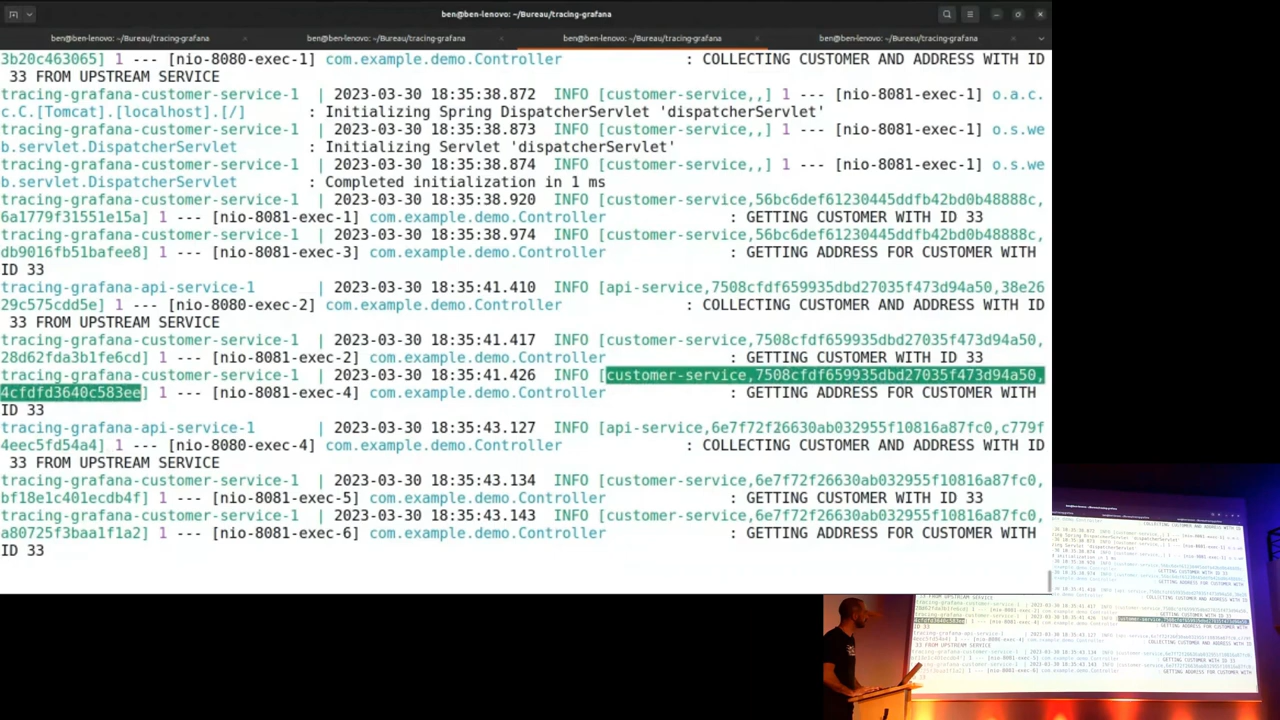 ben@ben-lenovo: ~/Bureau/tracing-grafana
ben@ben-lenovo: ~/Bureau/tracing-grafana ben@ben-lenovo: ~/Bureau/tracing-grafana ben@ben-lenovo: ~/Bureau/tracing-grafana ben@ben-lenovo: ~/Bureau/tracing-grafana
3b20c463065] 1 --- [nio-8080-exec-1] com.example.demo.Controller : COLLECTING CUSTOMER AND ADDRESS WITH ID
33 FROM UPSTREAM SERVICE
tracing-grafana-customer-service-1 | 2023-03-30 18:35:38.872 INFO [customer-service,,] 1 --- [nio-8081-exec-1] o.a.c.
c.C.[Tomcat].[localhost].[/] : Initializing Spring DispatcherServlet 'dispatcherServlet'
tracing-grafana-customer-service-1 | 2023-03-30 18:35:38.873 INFO [customer-service,,] 1 --- [nio-8081-exec-1] o.s.we
b.servlet.DispatcherServlet : Initializing Servlet 'dispatcherServlet'
tracing-grafana-customer-service-1 | 2023-03-30 18:35:38.874 INFO [customer-service,,] 1 --- [nio-8081-exec-1] o.s.we
b.servlet.DispatcherServlet : Completed initialization in 1 ms
tracing-grafana-customer-service-1 | 2023-03-30 18:35:38.920 INFO [customer-service,56bc6def61230445ddfb42bd0b48888c,
6a1779f31551e15a] 1 --- [nio-8081-exec-1] com.example.demo.Controller : GETTING CUSTOMER WITH ID 33
tracing-grafana-customer-service-1 | 2023-03-30 18:35:38.974 INFO [customer-service,56bc6def61230445ddfb42bd0b48888c,
db9016fb51bafee8] 1 --- [nio-8081-exec-3] com.example.demo.Controller : GETTING ADDRESS FOR CUSTOMER WITH
ID 33
tracing-grafana-api-service-1 | 2023-03-30 18:35:41.410 INFO [api-service,7508cfdf659935dbd27035f473d94a50,38e26
29c575cdd5e] 1 --- [nio-8080-exec-2] com.example.demo.Controller : COLLECTING CUSTOMER AND ADDRESS WITH ID
33 FROM UPSTREAM SERVICE
tracing-grafana-customer-service-1 | 2023-03-30 18:35:41.417 INFO [customer-service,7508cfdf659935dbd27035f473d94a50,
28d62fda3b1fe6cd] 1 --- [nio-8081-exec-2] com.example.demo.Controller : GETTING CUSTOMER WITH ID 33
tracing-grafana-customer-service-1 | 2023-03-30 18:35:41.426 INFO [customer-service,7508cfdf659935dbd27035f473d94a50,
4cfdfd3640c583ee] 1 --- [nio-8081-exec-4] com.example.demo.Controller : GETTING ADDRESS FOR CUSTOMER WITH
ID 33
tracing-grafana-api-service-1 | 2023-03-30 18:35:43.127 INFO [api-service,6e7f72f26630ab032955f10816a87fc0,c779f
4eec5fd54a4] 1 --- [nio-8080-exec-4] com.example.demo.Controller : COLLECTING CUSTOMER AND ADDRESS WITH ID
33 FROM UPSTREAM SERVICE
tracing-grafana-customer-service-1 | 2023-03-30 18:35:43.134 INFO [customer-service,6e7f72f26630ab032955f10816a87fc0,
bf18e1c401ecdb4f] 1 --- [nio-8081-exec-5] com.example.demo.Controller : GETTING CUSTOMER WITH ID 33
tracing-grafana-customer-service-1 | 2023-03-30 18:35:43.143 INFO [customer-service,6e7f72f26630ab032955f10816a87fc0,
a80725f3baa1f1a2] 1 --- [nio-8081-exec-6] com.example.demo.Controller : GETTING ADDRESS FOR CUSTOMER WITH
ID 33